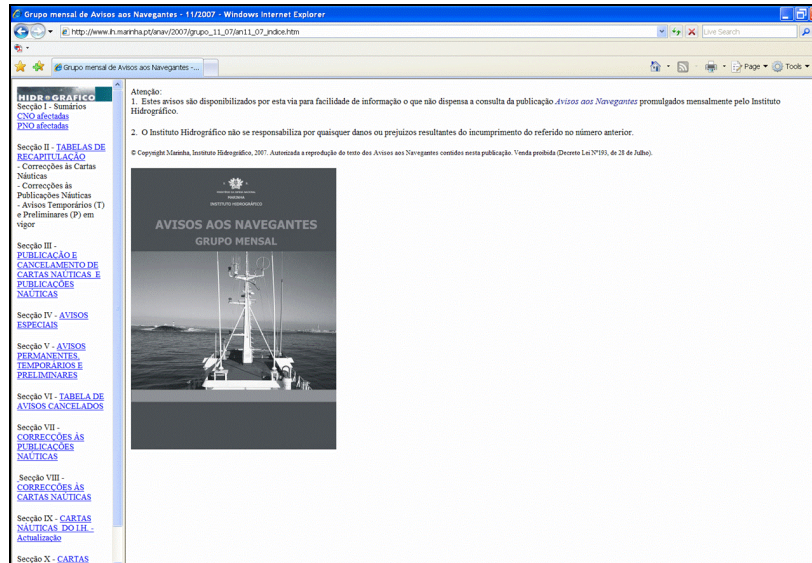 Grupo mensal de Avisos aos Navegantes - 11/2007 - Windows Internet Explorer
http://www.ih.marinha.pt/anav/2007/grupo_11_07/an11_07_indice.htm
Live Search
Grupo mensal de Avisos aos Navegantes -...
Page
Tools
HIDROGRAFICO
Secção I - Sumários
CNO afectadas
PNO afectadas
Secção II - TABELAS DE
RECAPITULAÇÃO
- Correcções às Cartas
Náuticas
- Correcções às
Publicações Náuticas
- Avisos Temporários (T)
e Preliminares (P) em
vigor
Secção III -
PUBLICAÇÃO E
CANCELAMENTO DE
CARTAS NAÚTICAS E
PUBLICAÇÕES
NAÚTICAS
Secção IV - AVISOS
ESPECIAIS
Secção V - AVISOS
PERMANENTES,
TEMPORÁRIOS E
PRELIMINARES
Secção VI - TABELA DE
AVISOS CANCELADOS
Secção VII -
CORRECÇÕES ÀS
PUBLICAÇÕES
NAÚTICAS
Secção VIII -
CORRECÇÕES ÀS
CARTAS NAÚTICAS
Secção IX - CARTAS
NÁUTICAS DO I.H. -
Actualização
Secção X - CARTAS
Atenção:
1. Estes avisos são disponibilizados por esta via para facilidade de informação o que não dispensa a consulta da publicação Avisos aos Navegantes promulgados mensalmente pelo Instituto
Hidrográfico.
2. O Instituto Hidrográfico não se responsabiliza por quaisquer danos ou prejuizos resultantes do incumprimento do referido no número anterior.
© Copyright Marinha, Instituto Hidrográfico, 2007. Autorizada a reprodução do texto dos Avisos aos Navegantes contidos nesta publicação. Venda proibida (Decreto Lei Nº193, de 28 de Julho).
MARINHA
INSTITUTO HIDROGRÁFICO
AVISOS AOS NAVEGANTES
GRUPO MENSAL